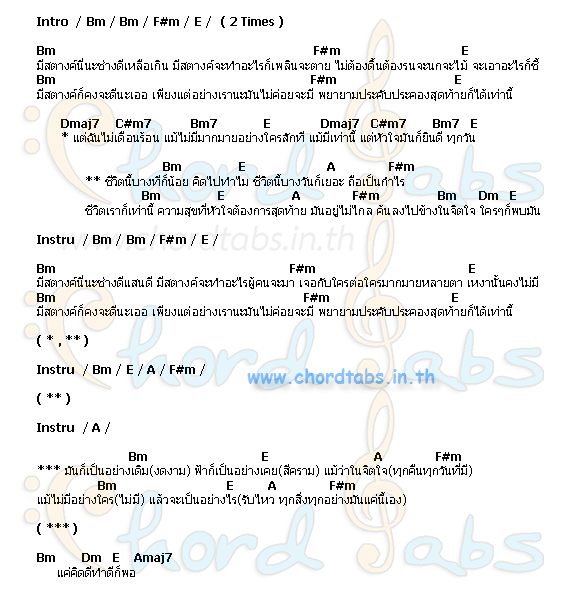 Intro / Bm / Bm / F#m / E / ( 2 Times )
Bm F#m E
มีสตางค์นี่นะช่างดีเหลือเกิน มีสตางค์จะทำอะไรก็เพลินจะตาย ไม่ต้องดิ้นต้องรนจะนกจะไม้ จะเอาอะไรก็ชี้
Bm F#m E
มีสตางค์ก็คงจะดีนะเออ เพียงแต่อย่างเรานะมันไม่ค่อยจะมี พยายามประคับประคองสุดท้ายก็ได้เท่านี้
Dmaj7 C#m7 Bm7 E Dmaj7 C#m7 Bm7 E
* แต่ฉันไม่เดือนร้อน แม้ไม่มีมากมายอย่างใครสักที แม้มีเท่านี้ แต่หัวใจมันก็ยินดี ทุกวัน
Bm E A F#m
** ชีวิตนี้บางทีก็น้อย คิดไปทำไม ชีวิตนี้บางวันก็เยอะ ถือเป็นกำไร
Bm E A F#m Bm Dm E
ชีวิตเราก็เท่านี้ ความสุขที่หัวใจต้องการสุดท้าย มันอยู่ไม่ไกล ค้นลงไปข้างในจิตใจ ใครๆก็พบมัน
www.chordtabs.in.th
Instru / Bm / Bm / F#m / E /
Bm F#m E
มีสตางค์นี่นะช่างดีแสนดี มีสตางค์จะทำอะไรผู้คนจะมา เจอกับใครต่อใครมากมายหลายตา เหงานั้นคงไม่มี
Bm F#m E
มีสตางค์ก็คงจะดีนะเออ เพียงแต่อย่างเรานะมันไม่ค่อยจะมี พยายามประคับประคองสุดท้ายก็ได้เท่านี้
( * , ** )
Instru / Bm / E / A / F#m /
www.chordtabs.in.th
( ** )
Instru / A /
Bm E A F#m
*** มันก็เป็นอย่างเดิม(งดงาม) ฟ้าก็เป็นอย่างเคย(สีคราม) แม้ว่าในจิตใจ(ทุกคืนทุกวันที่มี)
Bm E A F#m
แม้ไม่มีอย่างใคร(ไม่มี) แล้วจะเป็นอย่างไร(รับไหว ทุกสิ่งทุกอย่างมันแค่นี้เอง)
( *** )
Bm Dm E Amaj7
แค่คิดดีทำดีก็พอ